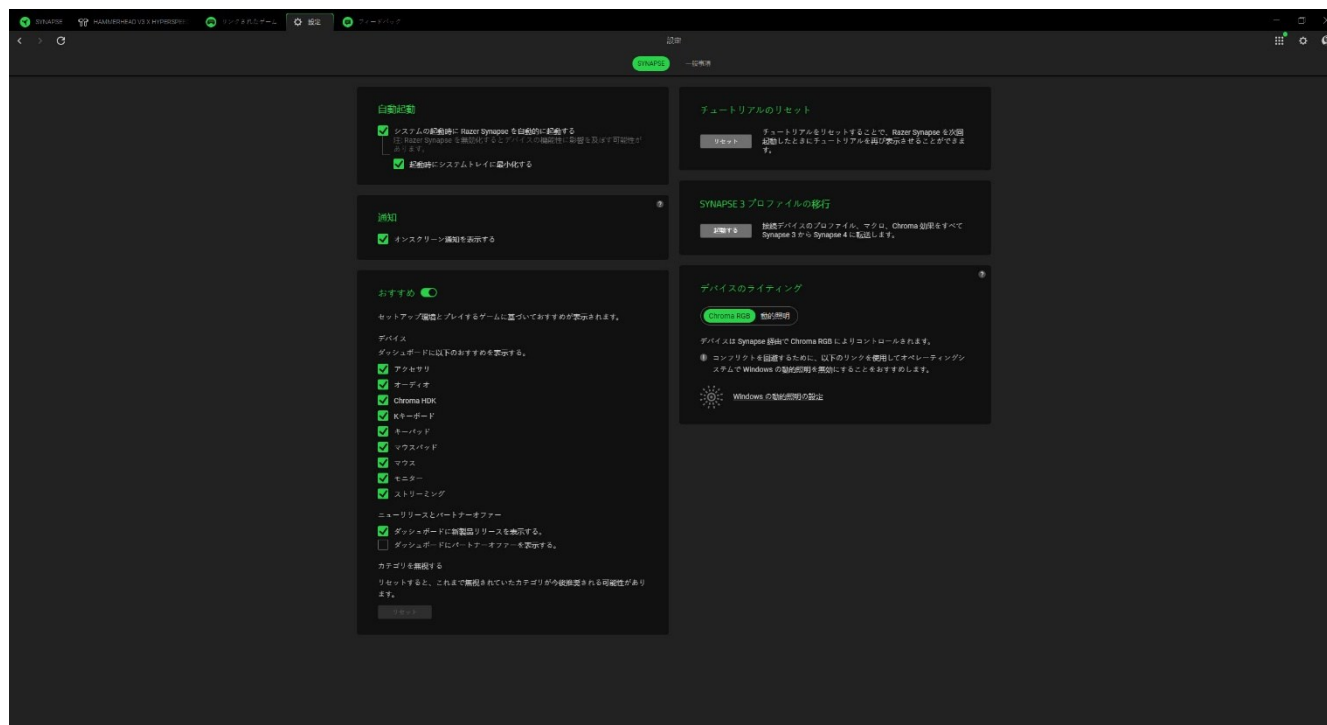 SYNAPSE
HAMMERHEAD V3 X HYPERSPE
リンクされたゲーム
設定
フィードバック
設定
SYNAPSE
一般事項
自動起動
システムの起動時に Razer Synapse を自動的に起動する
注: Razer Synapse を無効化するとデバイスの機能性に影響を及ぼす可能性が
あります。
起動時にシステムトレイに最小化する
通知
オンスクリーン通知を表示する
おすすめ
セットアップ環境とプレイするゲームに基づいておすすめが表示されます。
デバイス
ダッシュボードに以下のおすすめを表示する。
アクセサリ
オーディオ
Chroma HDK
Kキーボード
キーパッド
マウスパッド
マウス
モニター
ストリーミング
ニューリリースとパートナーオファー
ダッシュボードに新製品リリースを表示する。
ダッシュボードにパートナーオファーを表示する。
カテゴリを無視する
リセットすると、これまで無視されていたカテゴリが今後推奨される可能性があり
ます。
リセット
チュートリアルのリセット
リセット
チュートリアルをリセットすることで、Razer Synapse を次回
起動したときにチュートリアルを再び表示させることができま
す。
SYNAPSE 3 プロファイルの移行
起動する
接続デバイスのプロファイル、マクロ、Chroma 効果をすべて
Synapse 3 から Synapse 4 に転送します。
デバイスのライティング
Chroma RGB
動的照明
デバイスは Synapse 経由で Chroma RGB によりコントロールされます。
コンフリクトを回避するために、以下のリンクを使用してオペレーティングシ
ステムで Windows の動的照明を無効にすることをおすすめします。
Windows の動的照明の設定